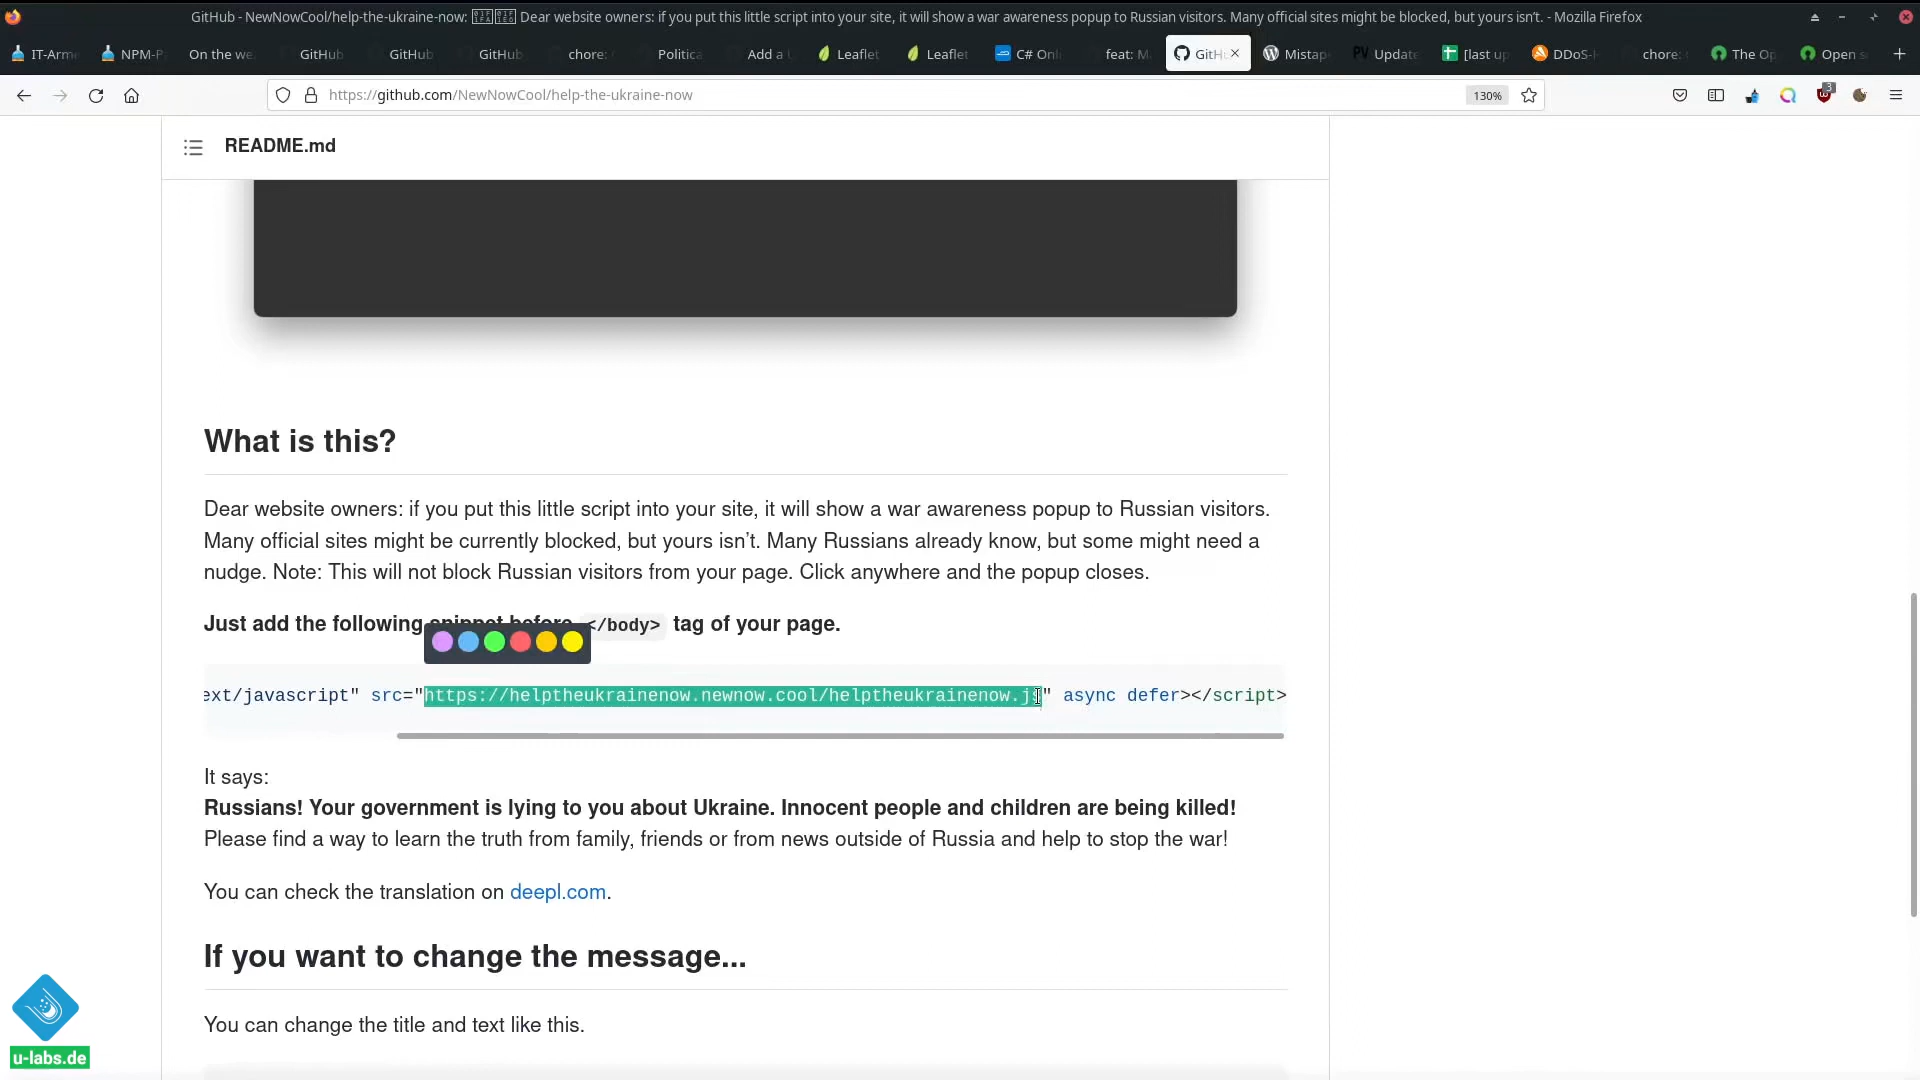 GitHub - NewNowCool/help-the-ukraine-now: Dear website owners: if you put this little script into your site, it will show a war awareness popup to Russian visitors. Many official sites might be blocked, but yours isn't. - Mozilla Firefox
IT-Arme NPM-P On the we GitHub GitHub GitHub chore: Politica Add a Leaflet Leaflet C# Onl feat: M GitH Mistap Update [last up DDoS- chore: The Op Open s
https://github.com/NewNowCool/help-the-ukraine-now 130% 3
README.md
What is this?
Dear website owners: if you put this little script into your site, it will show a war awareness popup to Russian visitors.
Many official sites might be currently blocked, but yours isn't. Many Russians already know, but some might need a
nudge. Note: This will not block Russian visitors from your page. Click anywhere and the popup closes.
Just add the following snippet before </body> tag of your page.
ext/javascript" src="https://helptheukrainenow.newnow.cool/helptheukrainenow.js" async defer></script>
It says:
Russians! Your government is lying to you about Ukraine. Innocent people and children are being killed!
Please find a way to learn the truth from family, friends or from news outside of Russia and help to stop the war!
You can check the translation on deepl.com.
If you want to change the message...
You can change the title and text like this.
u-labs.de